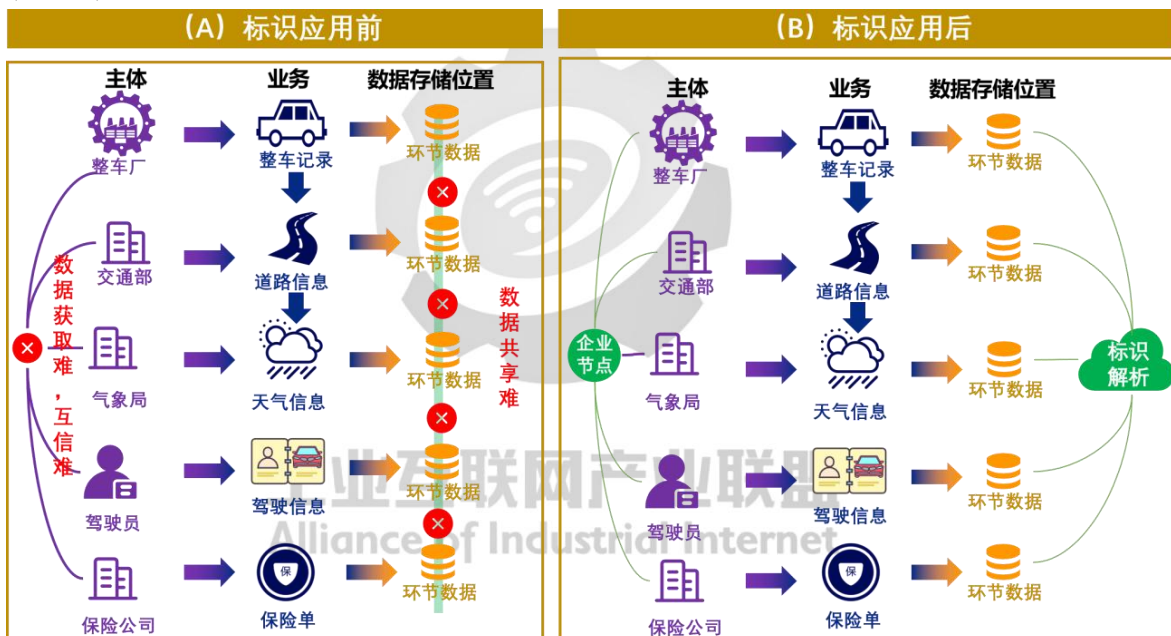 (A) 标识应用前
主体
业务
数据存储位置
整车厂
整车记录
环节数据
交通部
道路信息
环节数据
气象局
天气信息
环节数据
驾驶员
驾驶信息
环节数据
保险公司
保
保险单
环节数据
数据获取难，互信难
数据共享难
(B) 标识应用后
主体
业务
数据存储位置
整车厂
整车记录
环节数据
交通部
道路信息
环节数据
企业
节点
气象局
天气信息
环节数据
标识
解析
驾驶员
驾驶信息
环节数据
保险公司
保
保险单
环节数据
工业互联网产业联盟
Alliance of Industrial Internet